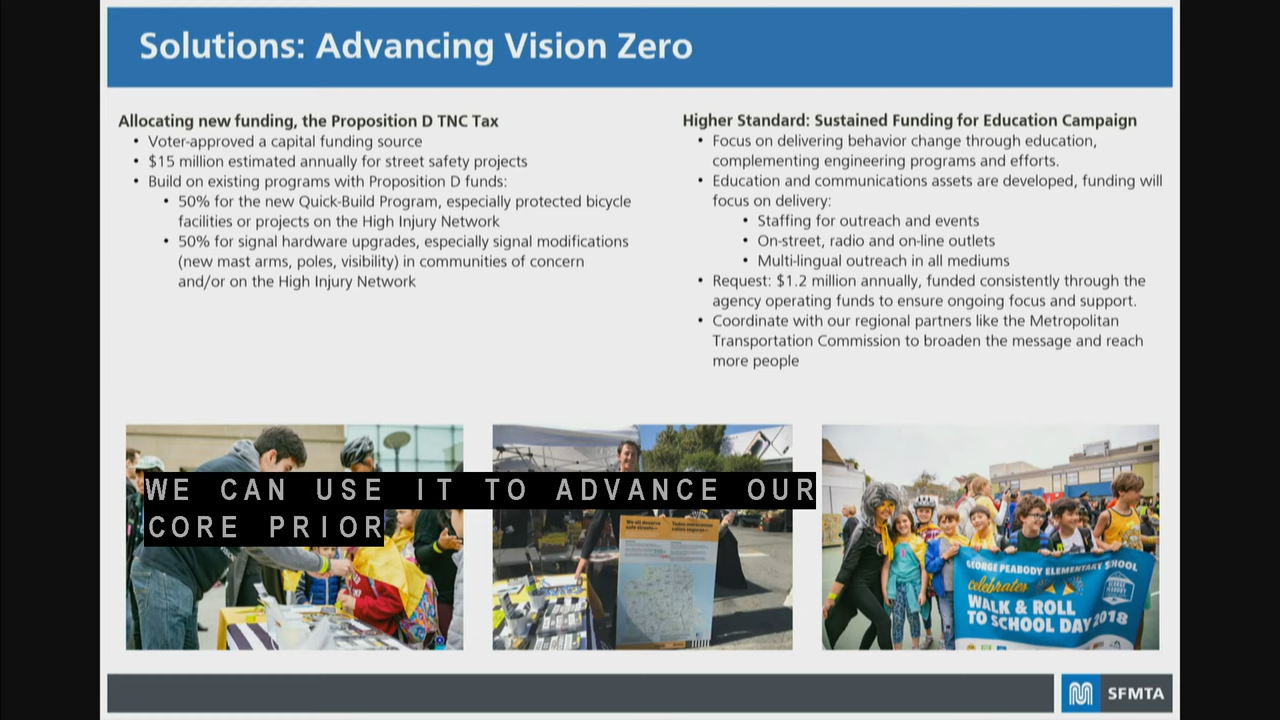 Solutions: Advancing Vision Zero
Allocating new funding, the Proposition D TNC Tax
• Voter-approved a capital funding source
• $15 million estimated annually for street safety projects
• Build on existing programs with Proposition D funds:
• 50% for the new Quick-Build Program, especially protected bicycle
facilities or projects on the High Injury Network
• 50% for signal hardware upgrades, especially signal modifications
(new mast arms, poles, visibility) in communities of concern
and/or on the High Injury Network
Higher Standard: Sustained Funding for Education Campaign
• Focus on delivering behavior change through education,
complementing engineering programs and efforts.
• Education and communications assets are developed, funding will
focus on delivery:
• Staffing for outreach and events
• On-street, radio and on-line outlets
• Multi-lingual outreach in all mediums
• Request: $1.2 million annually, funded consistently through the
agency operating funds to ensure ongoing focus and support.
• Coordinate with our regional partners like the Metropolitan
Transportation Commission to broaden the message and reach
more people
WE CAN USE IT TO ADVANCE OUR
CORE PRIOR
We all deserve
safe streets—
GEORGE PEABODY ELEMENTARY SCHOOL
celebrates
WALK & ROLL
TO SCHOOL DAY 2018
SFMTA